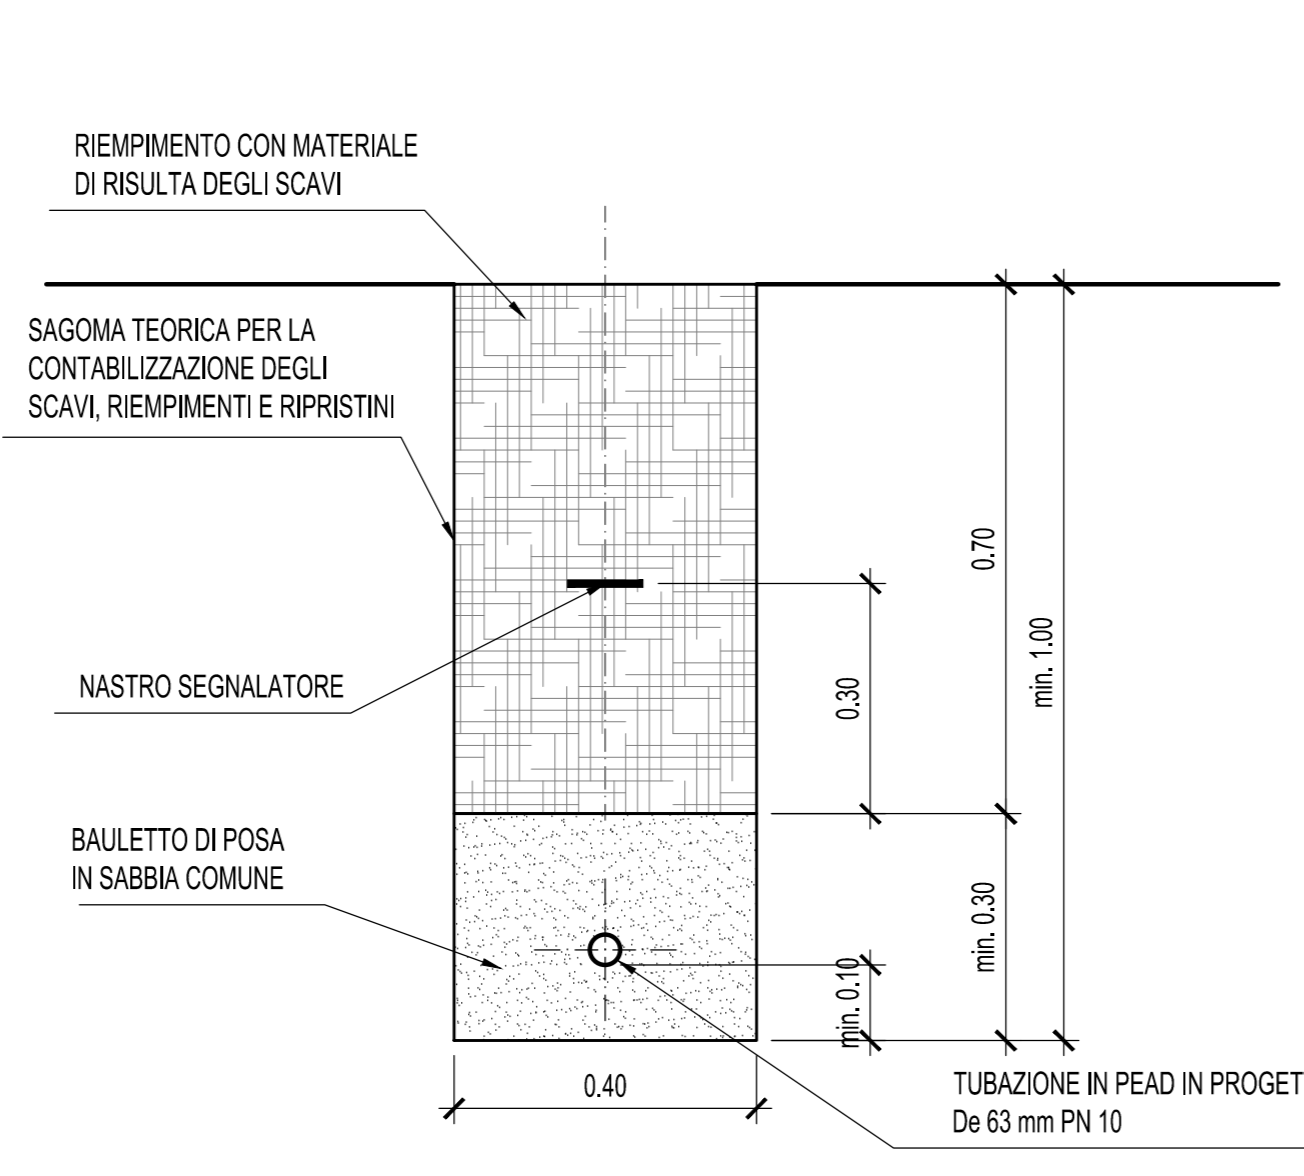 RIEMPIMENTO CON MATERIALE
DI RISULTA DEGLI SCAVI
SAGOMA TEORICA PER LA
CONTABILIZZAZIONE DEGLI
SCAVI, RIEMPIMENTI E RIPRISTINI
0.70
min. 1.00
NASTRO SEGNALATORE
0.30
BAULETTO DI POSA
IN SABBIA COMUNE
min. 0.30
min. 0.10
0.40
TUBAZIONE IN PEAD IN PROGET
De 63 mm PN 10